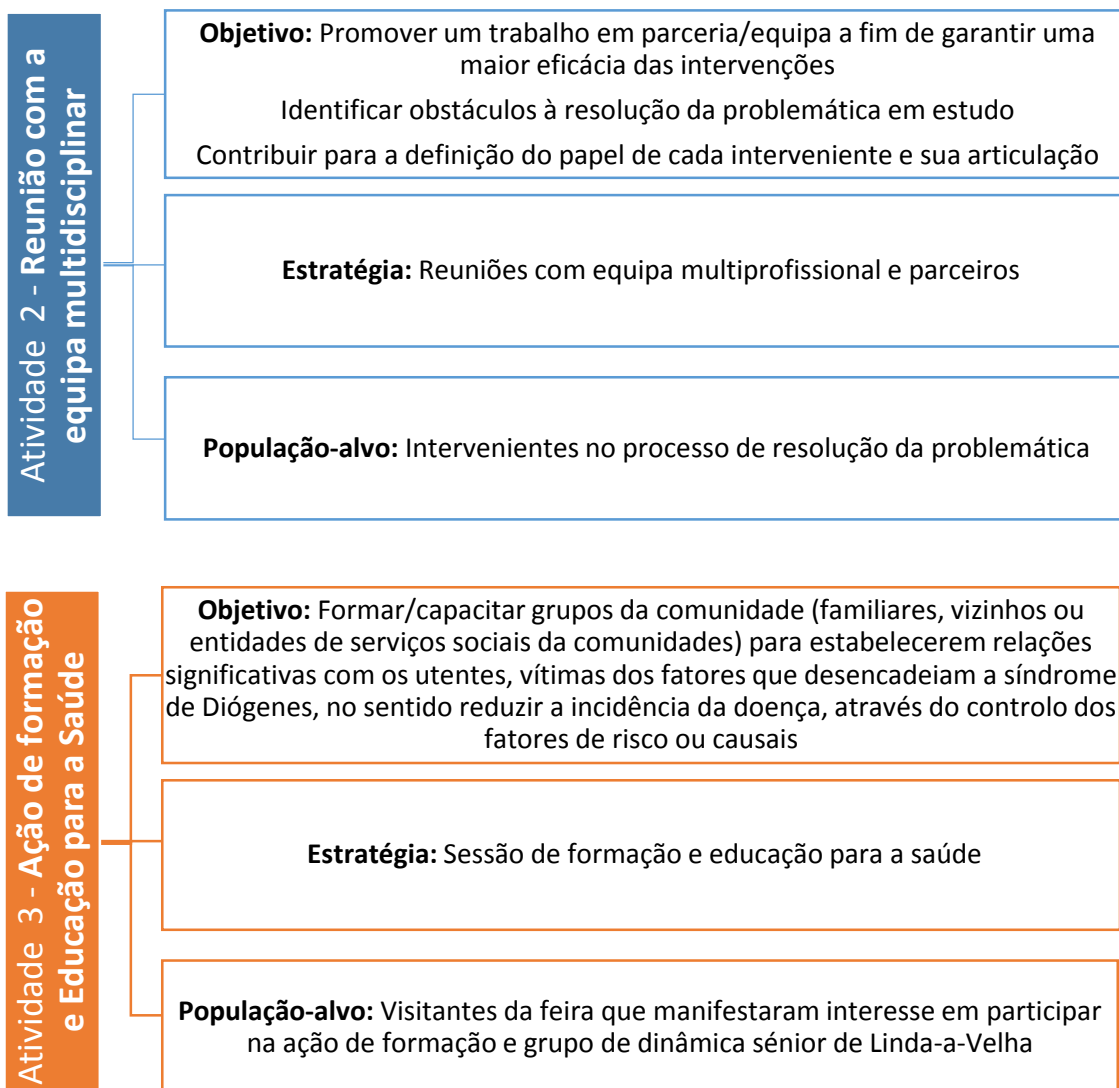 Atividade 2 - Reunião com a
equipa multidisciplinar
Objetivo: Promover um trabalho em parceria/equipa a fim de garantir uma
maior eficácia das intervenções
Identificar obstáculos à resolução da problemática em estudo
Contribuir para a definição do papel de cada interveniente e sua articulação
Estratégia: Reuniões com equipa multiprofissional e parceiros
População-alvo: Intervenientes no processo de resolução da problemática
Atividade 3 - Ação de formação
e Educação para a Saúde
Objetivo: Formar/capacitar grupos da comunidade (familiares, vizinhos ou
entidades de serviços sociais da comunidades) para estabelecerem relações
significativas com os utentes, vítimas dos fatores que desencadeiam a síndrome
de Diógenes, no sentido reduzir a incidência da doença, através do controlo dos
fatores de risco ou causais
Estratégia: Sessão de formação e educação para a saúde
População-alvo: Visitantes da feira que manifestaram interesse em participar
na ação de formação e grupo de dinâmica sénior de Linda-a-Velha